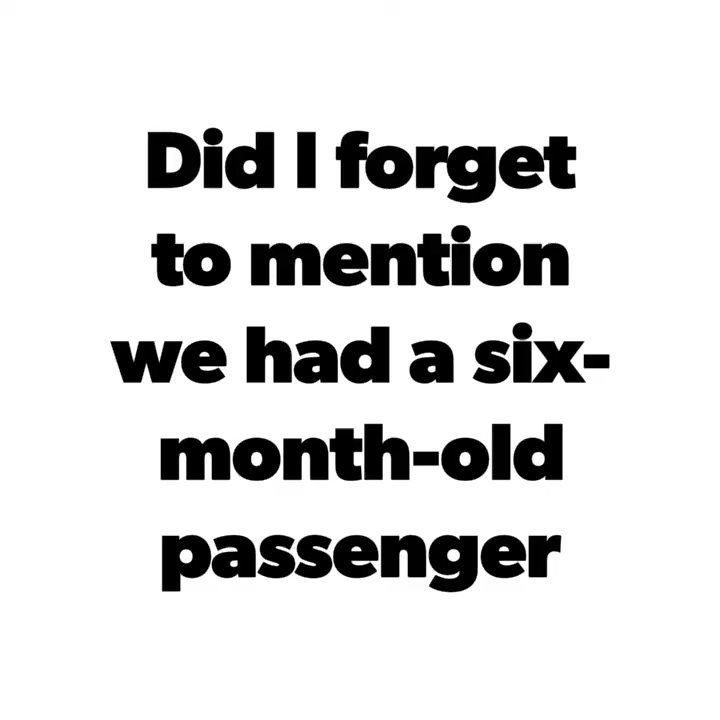 Did I forget
to mention
we had a six-
month-old
passenger